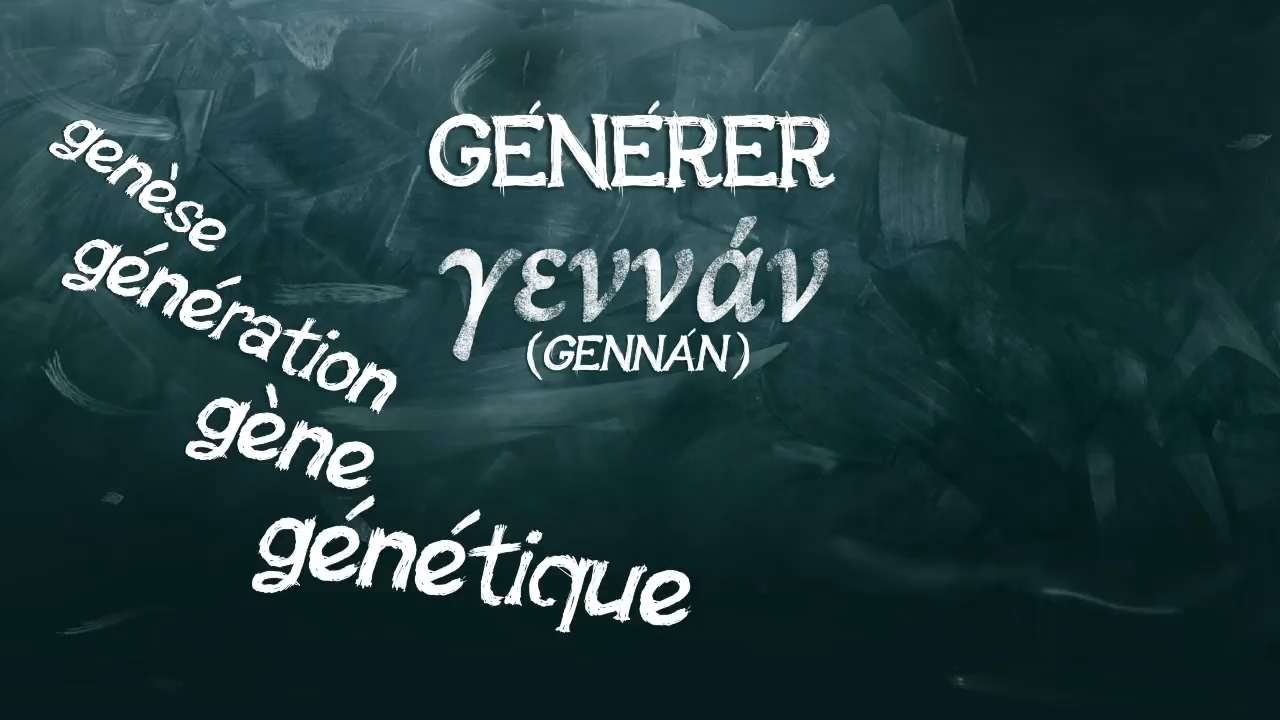 GÉNÉRER
γεννάν
(GENNÁN)
genèse
génération
gène
génétique